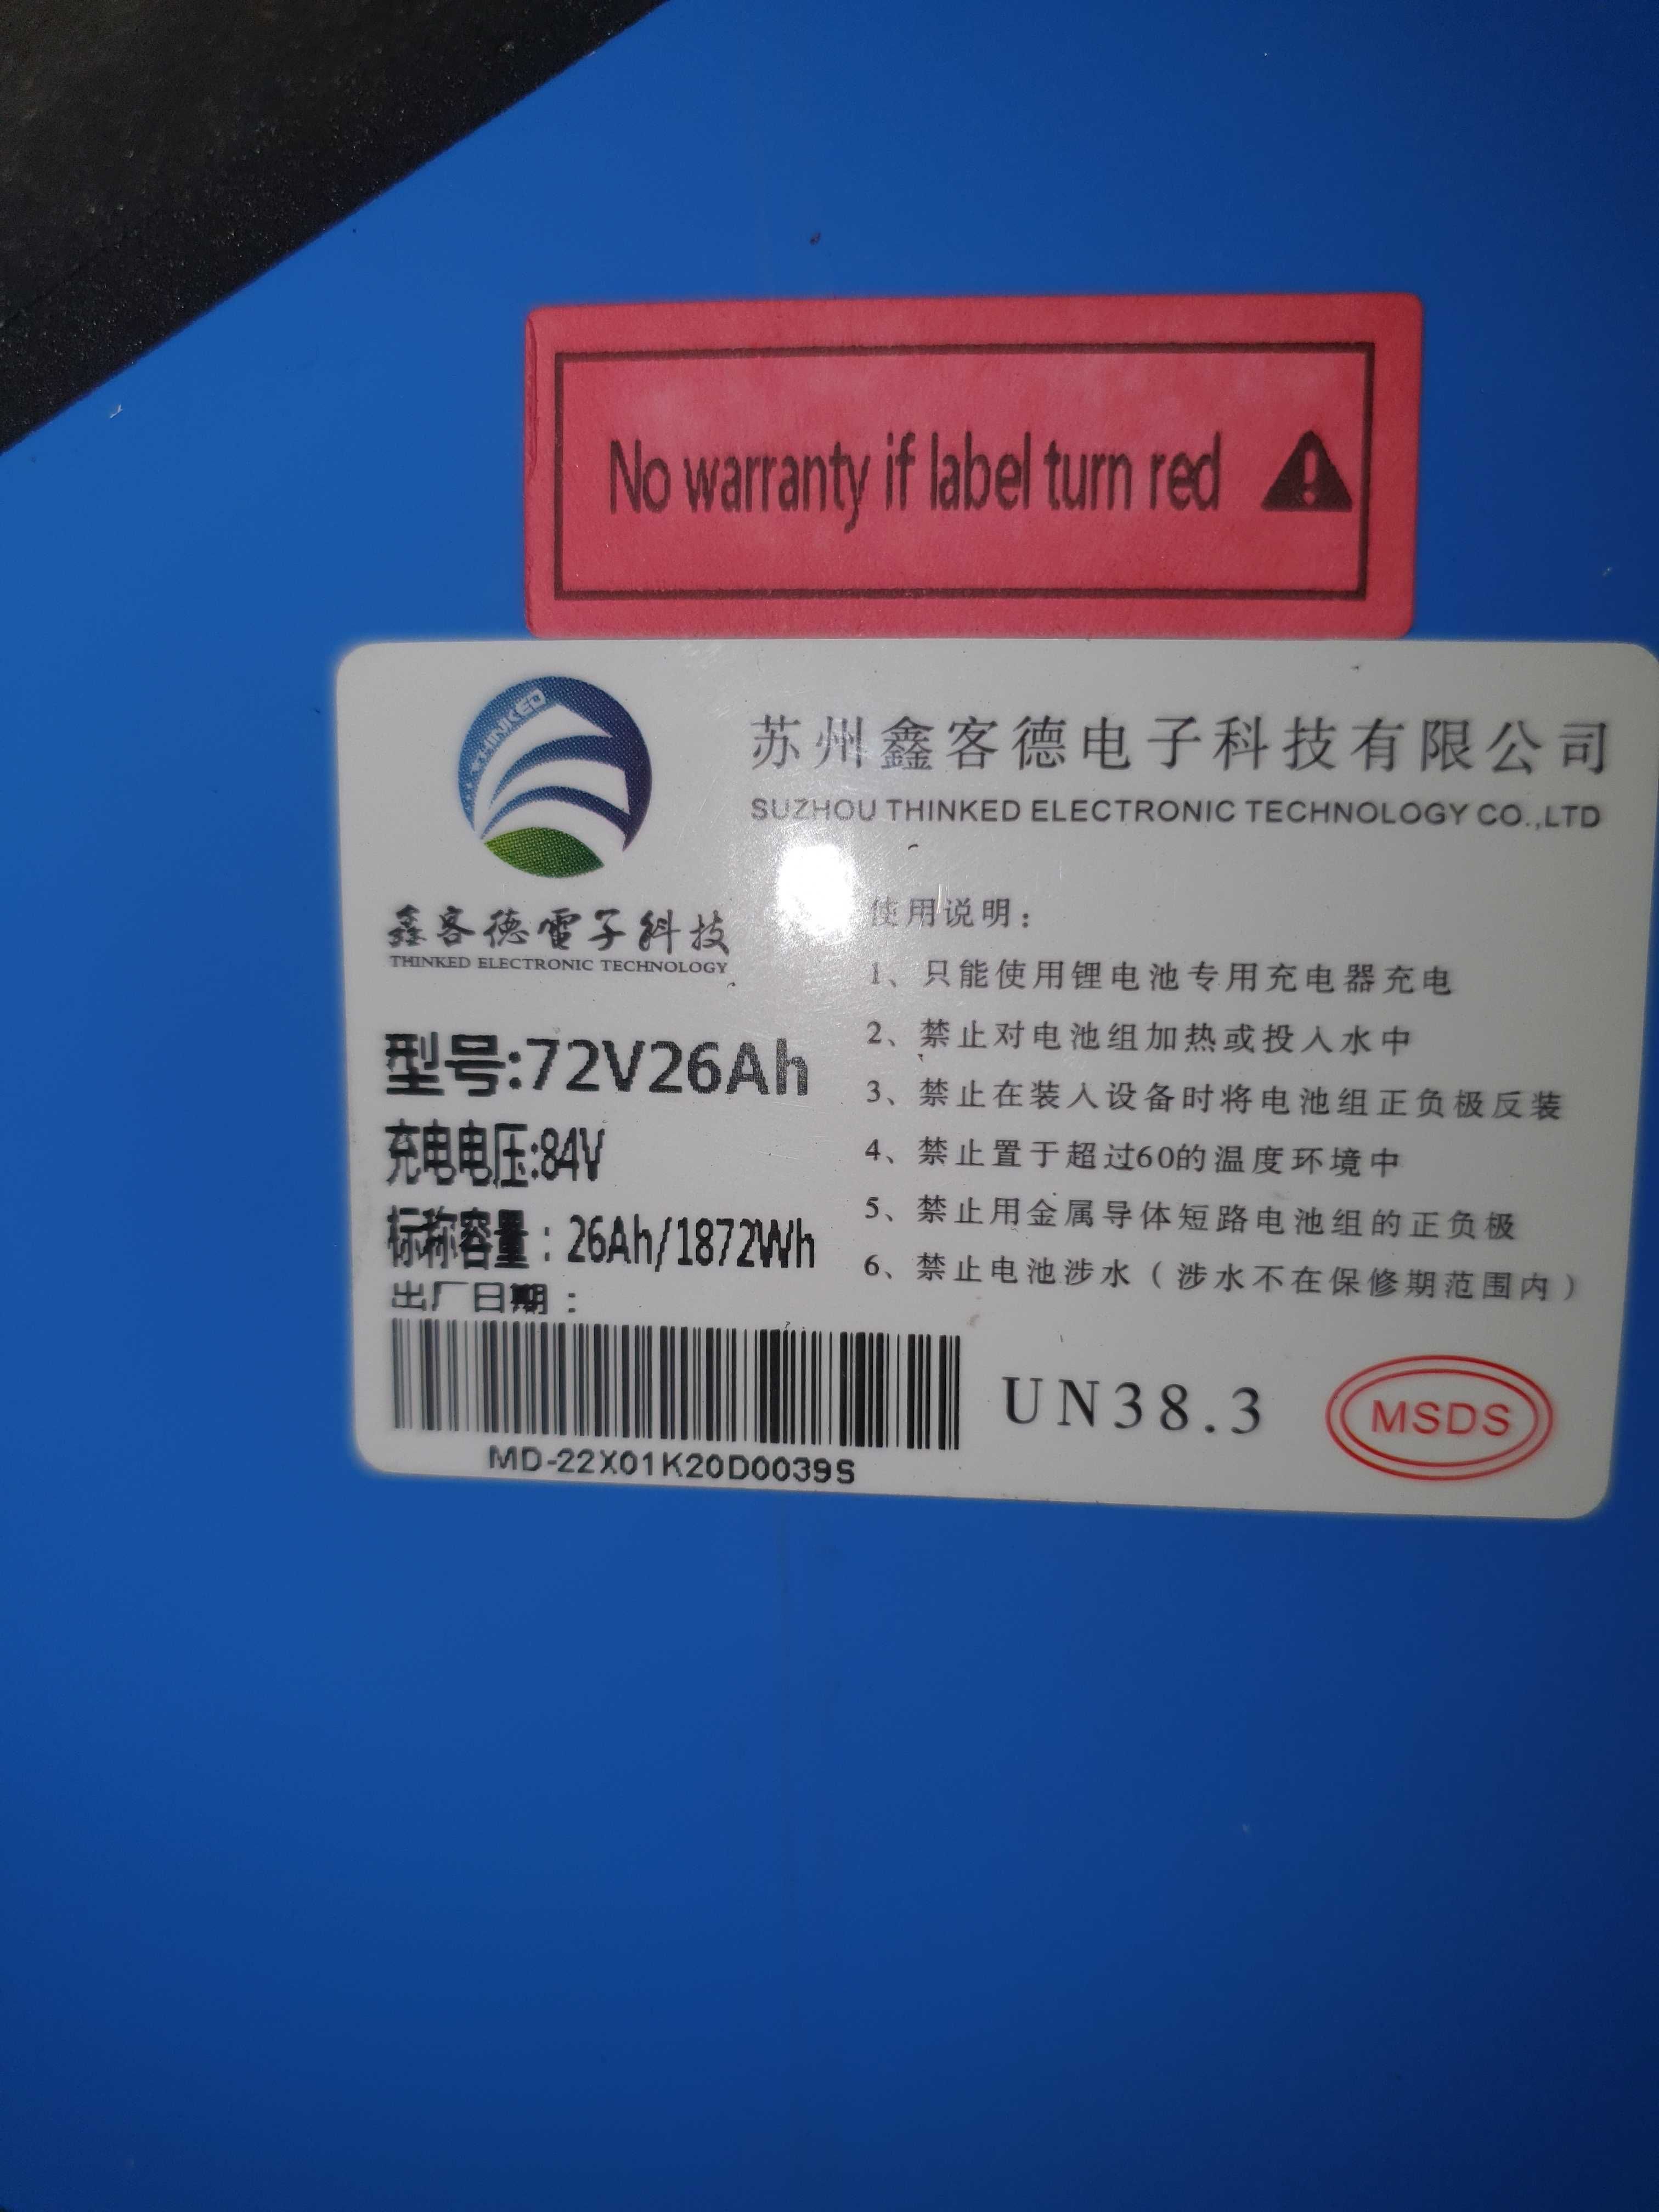 No warranty if label turn red
THINKED
苏州鑫客德电子科技有限公司
SUZHOU THINKED ELECTRONIC TECHNOLOGY CO.,LTD
鑫客德電子科技
THINKED ELECTRONIC TECHNOLOGY
型号:72V26Ah
充电电压:84V
标称容量：26Ah/1872Wh
出厂日期：
MD-22X01K20D0039S
使用说明：
1、只能使用锂电池专用充电器充电
2、禁止对电池组加热或投入水中
3、禁止在装入设备时将电池组正负极反装
4、禁止置于超过60的温度环境中
5、禁止用金属导体短路电池组的正负极
6、禁止电池涉水（涉水不在保修期范围内）
UN38.3
MSDS